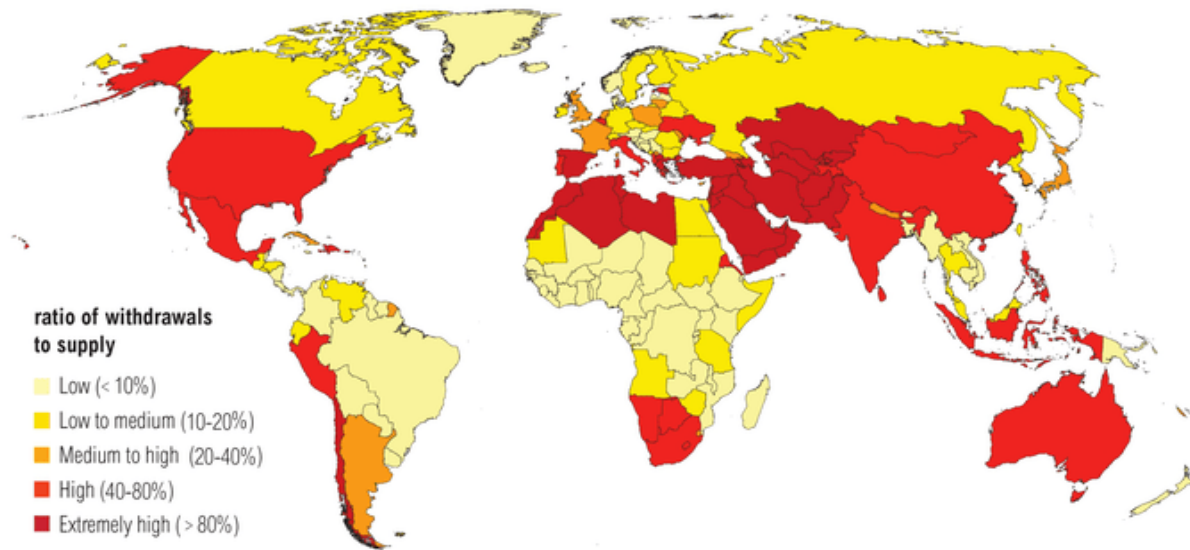 ratio of withdrawals
to supply
Low (< 10%)
Low to medium (10-20%)
Medium to high (20-40%)
High (40-80%)
Extremely high (> 80%)